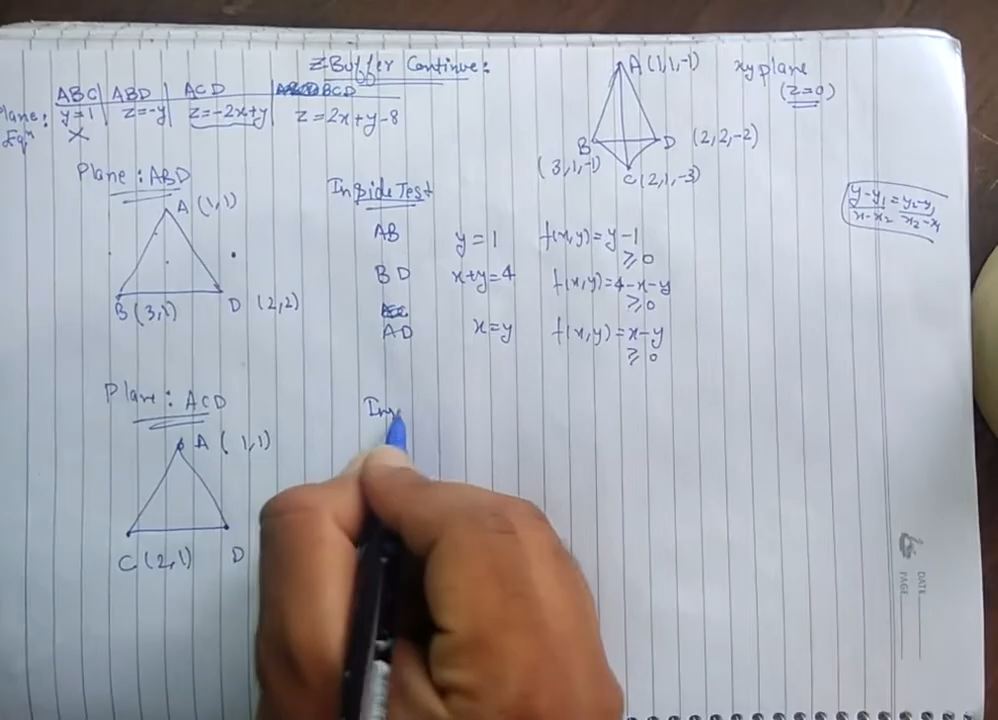 Z-Buffer Continue:
ABC | ABD | ACD | BCD
Plane: Eqn y=1 | z=-y | z=-2x+y | z=2x+y-8
X
A (1,1,-1)
B (3,1,-1)
D (2,2,-2)
C (2,1,-3)
xy plane
(z=0)
y-y1/x-x2 = y2-y1/x2-x1
Plane: ABD
A (1,1)
B (3,1) D (2,2)
Inside Test
AB y=1 f(x,y)=y-1
≥0
BD x+y=4 f(x,y)=4-x-y
≥0
AD x=y f(x,y)=x-y
≥0
Plane: ACD
A (1,1)
C (2,1) D
Ins
DATE
PAGE